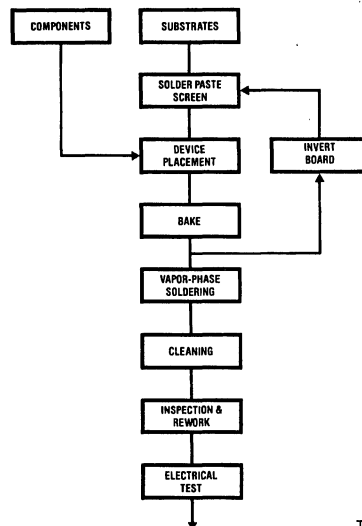 COMPONENTS
SUBSTRATES
SOLDER PASTE
SCREEN
DEVICE
PLACEMENT
INVERT
BOARD
BAKE
VAPOR-PHASE
SOLDERING
CLEANING
INSPECTION &
REWORK
ELECTRICAL
TEST
T